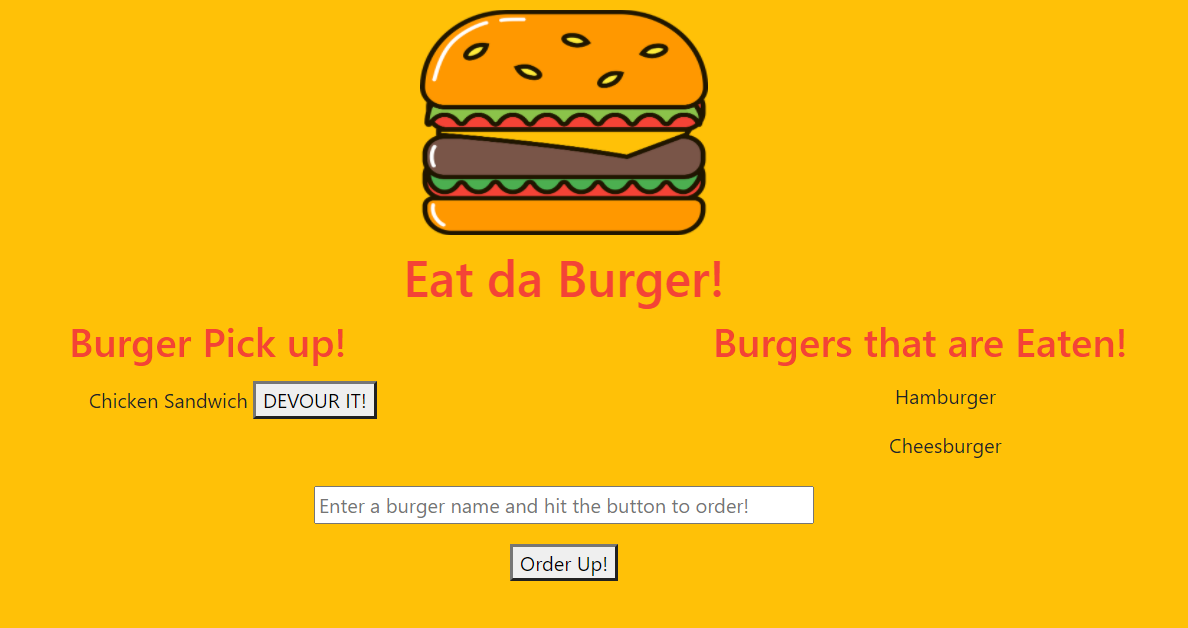 Eat da Burger!
Burger Pick up!
Chicken Sandwich DEVOUR IT!
Burgers that are Eaten!
Hamburger
Cheesburger
Enter a burger name and hit the button to order!
Order Up!